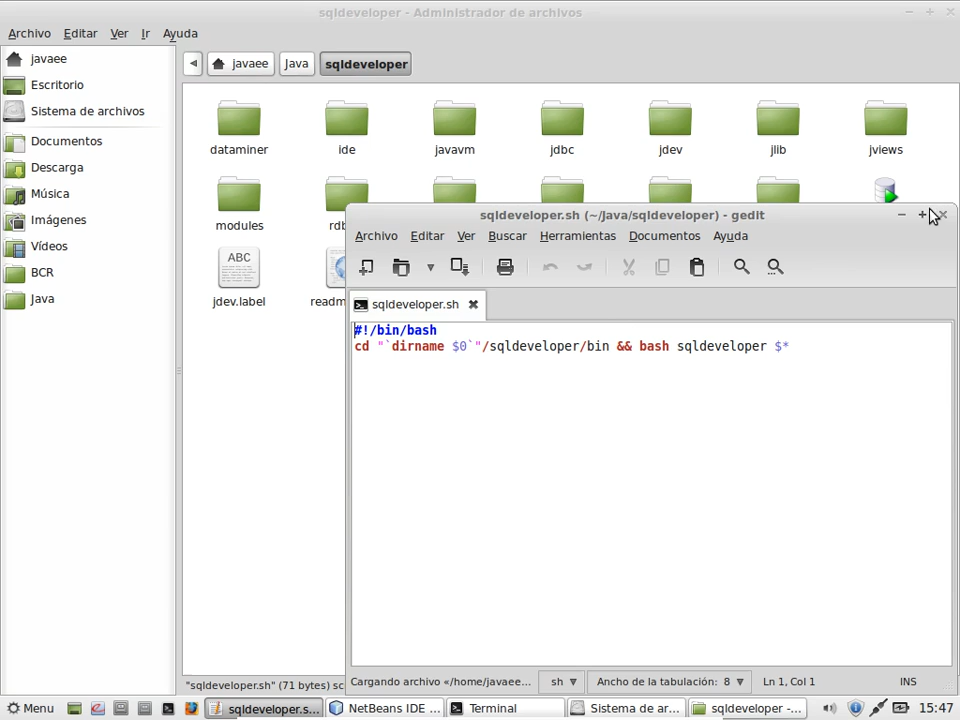 sqldeveloper - Administrador de archivos
Archivo Editar Ver Ir Ayuda
javaee
Escritorio
Sistema de archivos
Documentos
Descarga
Música
Imágenes
Vídeos
BCR
Java
javaee Java sqldeveloper
dataminer ide javavm jdbc jdev jlib jviews
modules rdb
ABC
jdev.label readm
sqldeveloper.sh (~/Java/sqldeveloper) - gedit
Archivo Editar Ver Buscar Herramientas Documentos Ayuda
sqldeveloper.sh
#!/bin/bash
cd "`dirname $0`"/sqldeveloper/bin && bash sqldeveloper $*
Cargando archivo «/home/javaee... sh Ancho de la tabulación: 8 Ln 1, Col 1 INS
"sqldeveloper.sh" (71 bytes) sc
Menu sqldeveloper.s... NetBeans IDE ... Terminal Sistema de ar... sqldeveloper -... 15:47